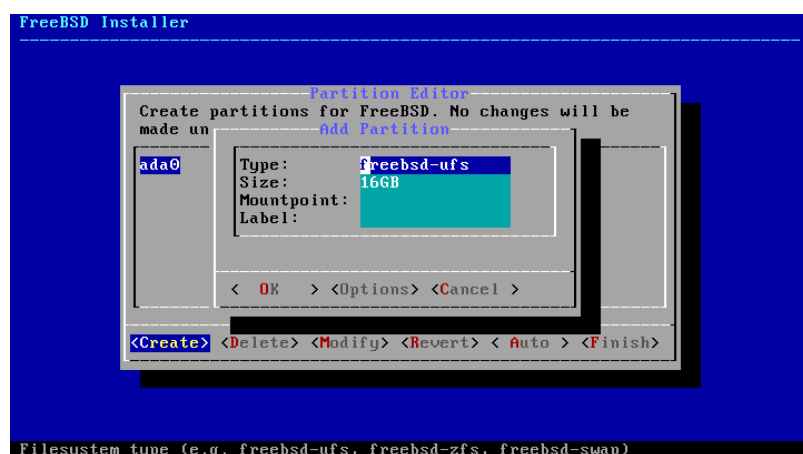 FreeBSD Installer
Partition Editor
Create partitions for FreeBSD. No changes will be
made un
Add Partition
ada0
Type: freebsd-ufs
Size: 16GB
Mountpoint:
Label:
< OK > <Options> <Cancel >
<Create> <Delete> <Modify> <Revert> < Auto > <Finish>
Filesystem type (e.g. freebsd-ufs, freebsd-zfs, freebsd-swap)